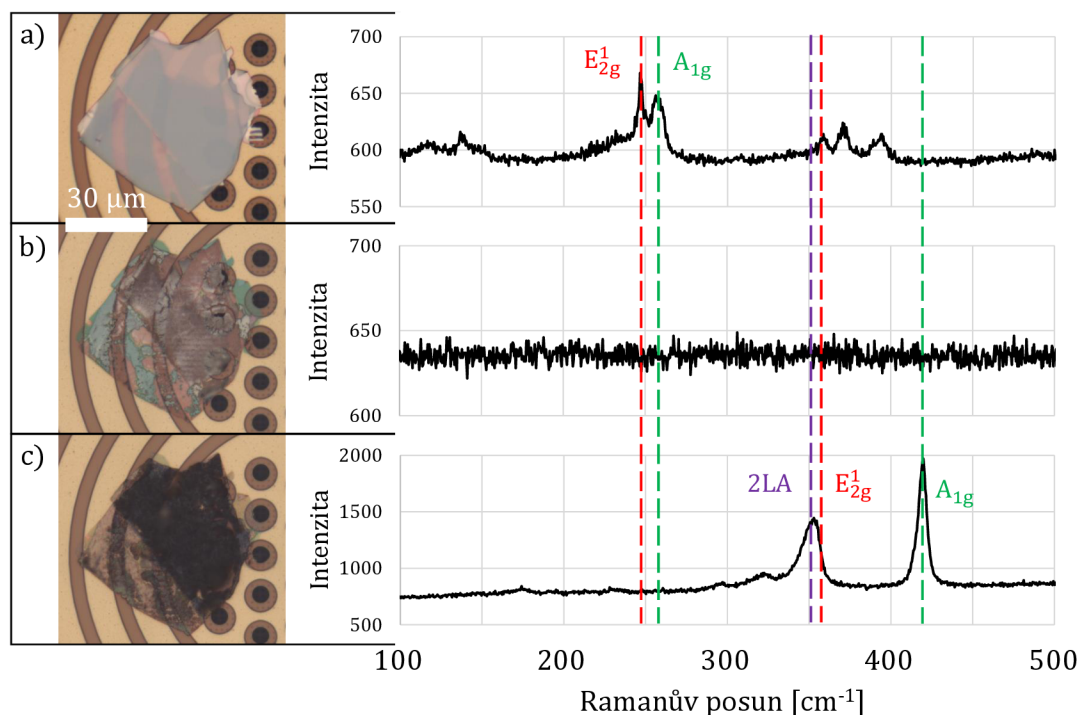 a)
30 µm
Intenzita
700
650
600
550
E¹₂g
A₁g
b)
Intenzita
700
650
600
c)
Intenzita
2000
1500
1000
500
2LA
E¹₂g
A₁g
100 200 300 400 500
Ramanův posun [cm⁻¹]